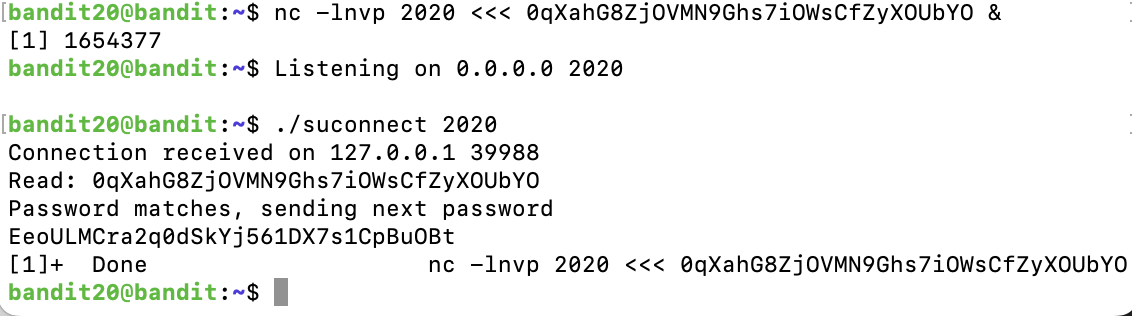 [bandit20@bandit:~$ nc -lnvp 2020 <<< 0qXahG8ZjOVMN9Ghs7iOWsCfZyXOUbYO &
[1] 1654377
bandit20@bandit:~$ Listening on 0.0.0.0 2020
[bandit20@bandit:~$ ./suconnect 2020
Connection received on 127.0.0.1 39988
Read: 0qXahG8ZjOVMN9Ghs7iOWsCfZyXOUbYO
Password matches, sending next password
EeoULMCra2q0dSkYj561DX7s1CpBuOBt
[1]+  Done                    nc -lnvp 2020 <<< 0qXahG8ZjOVMN9Ghs7iOWsCfZyXOUbYO
bandit20@bandit:~$